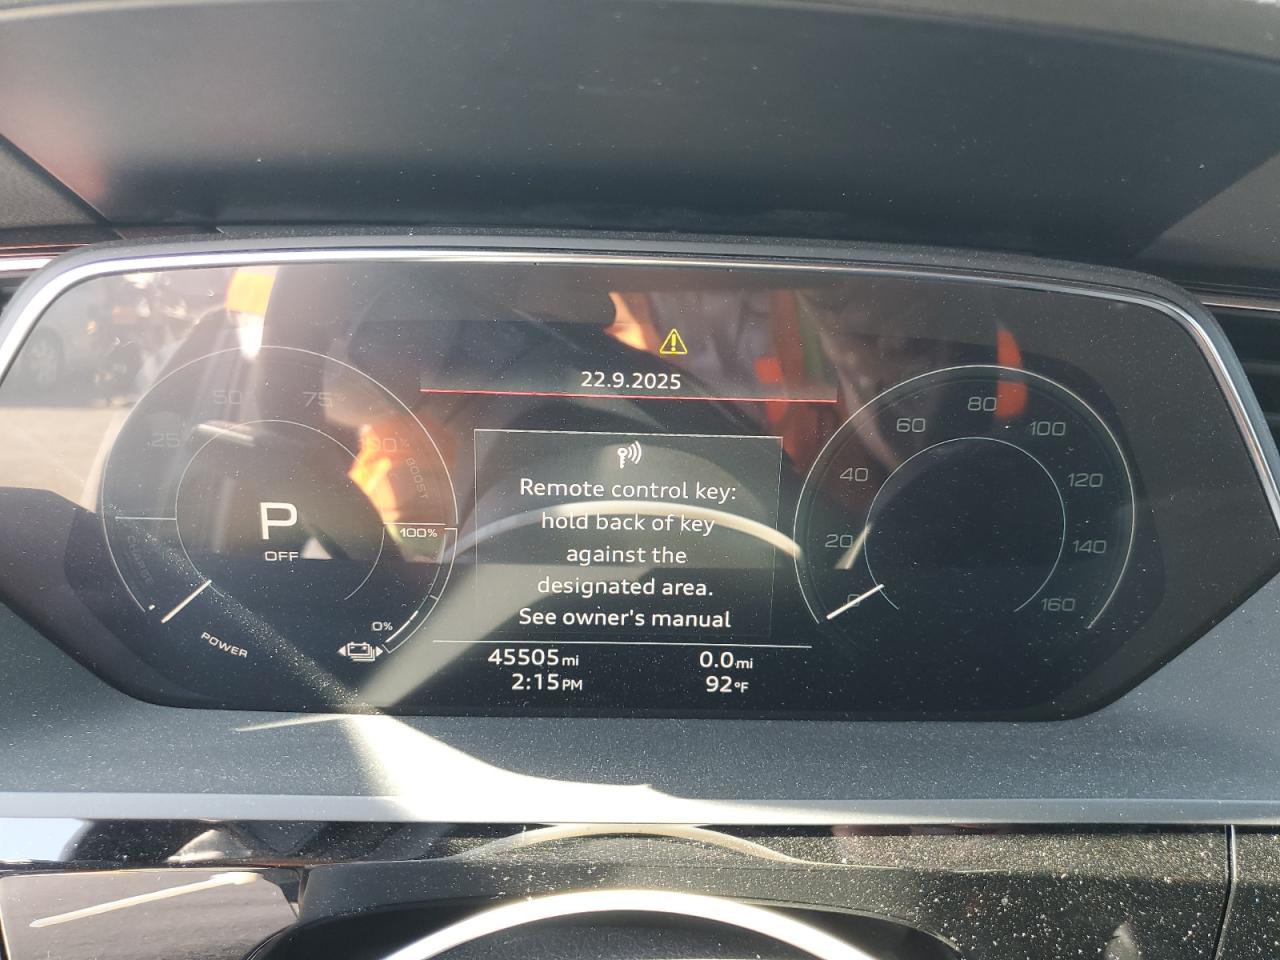 22.9.2025
50 75%
25 90%
BOOST
P
OFF
100%
CHARGE
0%
POWER
Remote control key:
hold back of key
against the
designated area.
See owner's manual
45505 mi 0.0 mi
2:15 PM 92°F
80
60 100
40 120
20 140
0 160